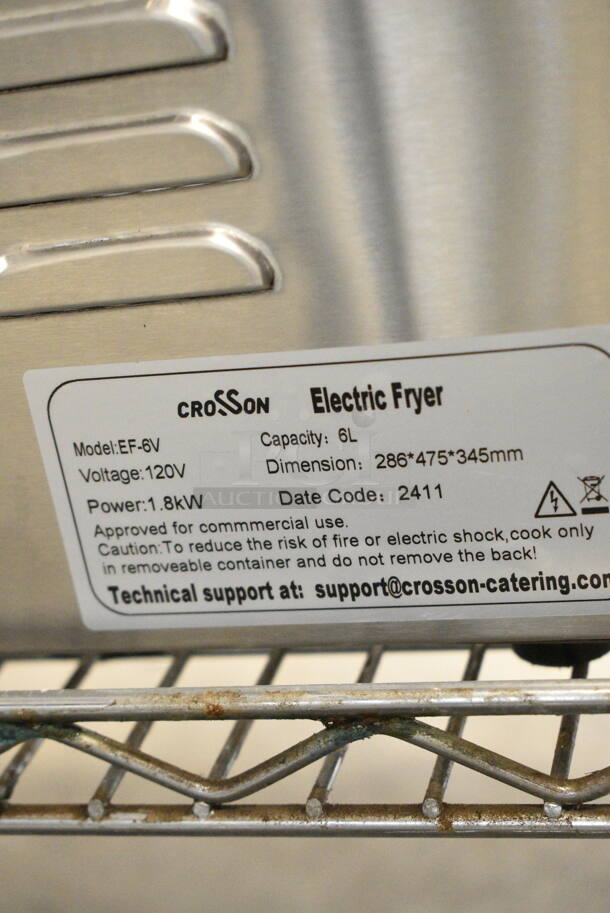 CROSSON Electric Fryer
Model:EF-6V Capacity: 6L
Voltage:120V Dimension: 286*475*345mm
Power:1.8kW Date Code: 2411
Approved for commmercial use.
Caution:To reduce the risk of fire or electric shock,cook only
in removeable container and do not remove the back!
Technical support at: support@crosson-catering.com